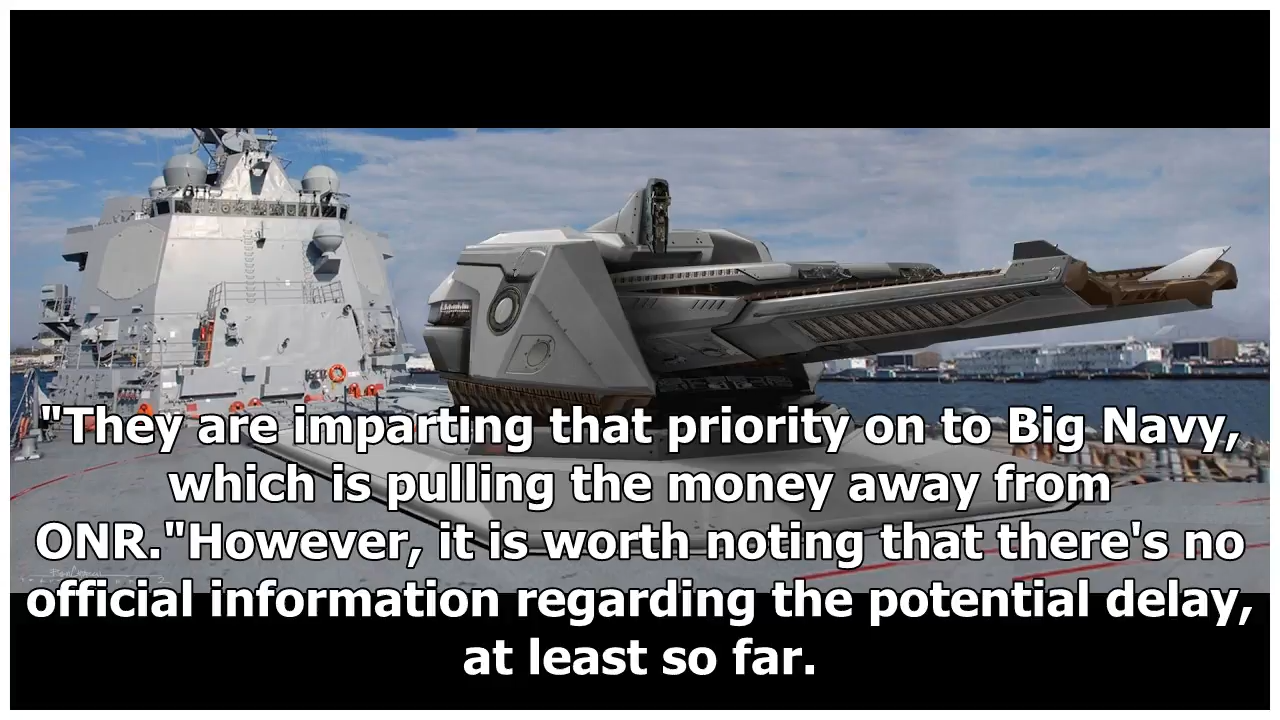 "They are imparting that priority on to Big Navy,
which is pulling the money away from
ONR."However, it is worth noting that there's no
official information regarding the potential delay,
at least so far.